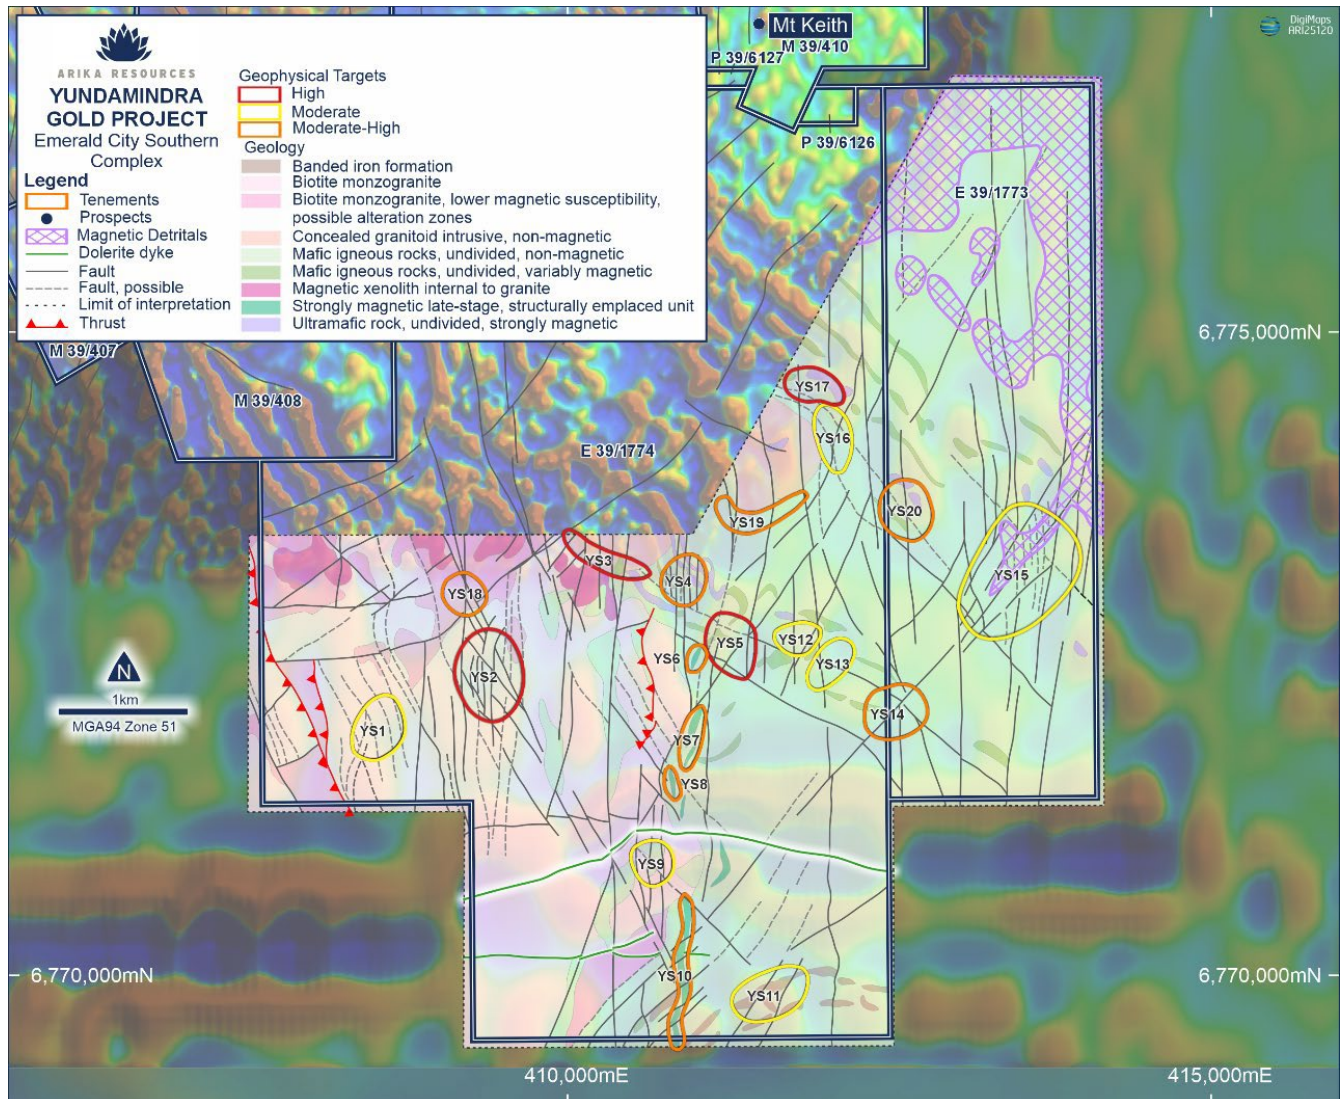 ARIKA RESOURCES
YUNDAMINDRA
GOLD PROJECT
Emerald City Southern
Complex
Legend
Tenements
Prospects
Magnetic Detritals
Dolerite dyke
Fault
Fault, possible
Limit of interpretation
Thrust
Geophysical Targets
High
Moderate
Moderate-High
Geology
Banded iron formation
Biotite monzogranite
Biotite monzogranite, lower magnetic susceptibility,
possible alteration zones
Concealed granitoid intrusive, non-magnetic
Mafic igneous rocks, undivided, non-magnetic
Mafic igneous rocks, undivided, variably magnetic
Magnetic xenolith internal to granite
Strongly magnetic late-stage, structurally emplaced unit
Ultramafic rock, undivided, strongly magnetic
Mt Keith
M 39/410
P 39/6127
P 39/6126
DigiMaps
ARI25120
E 39/1773
6,775,000mN
M 39/407
M 39/408
E 39/1774
YS17
YS16
YS19
YS20
YS15
YS3
YS4
YS18
YS5
YS12
YS6
YS13
YS2
YS14
YS1
YS7
YS8
N
1km
MGA94 Zone 51
YS9
6,770,000mN
YS10
YS11
6,770,000mN
410,000mE
415,000mE